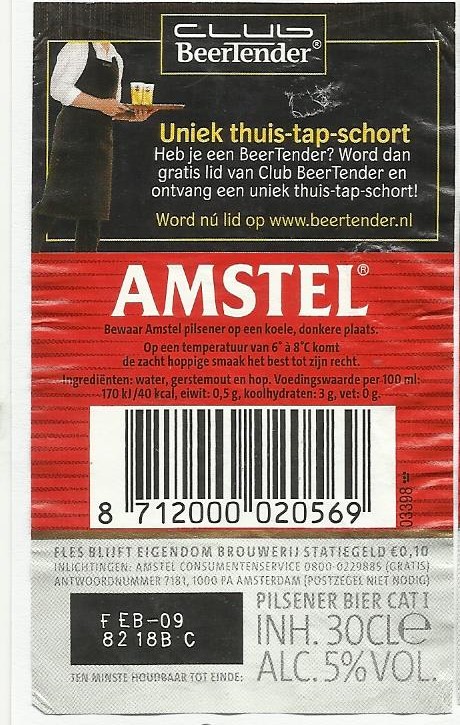 CLUB
BeerTender®
Uniek thuis-tap-schort
Heb je een BeerTender? Word dan
gratis lid van Club BeerTender en
ontvang een uniek thuis-tap-schort!
Word nú lid op www.beertender.nl
AMSTEL®
Bewaar Amstel pilsener op een koele, donkere plaats.
Op een temperatuur van 6° à 8°C komt
de zacht hoppige smaak het best tot zijn recht.
Ingrediënten: water, gerstemout en hop. Voedingswaarde per 100 ml:
170 kJ/40 kcal, eiwit: 0,5 g, koolhydraten: 3 g, vet: 0 g.
8 712000 020569
03398
FLES BLIJFT EIGENDOM BROUWERIJ STATIEGELD €0,10
INLICHTINGEN: AMSTEL CONSUMENTENSERVICE 0800-0229885 (GRATIS)
ANTWOORDNUMMER 7181, 1000 PA AMSTERDAM (POSTZEGEL NIET NODIG)
FEB-09
82 18B C
TEN MINSTE HOUDBAAR TOT EINDE:
PILSENER BIER CAT I
INH. 30CLe
ALC. 5% VOL.